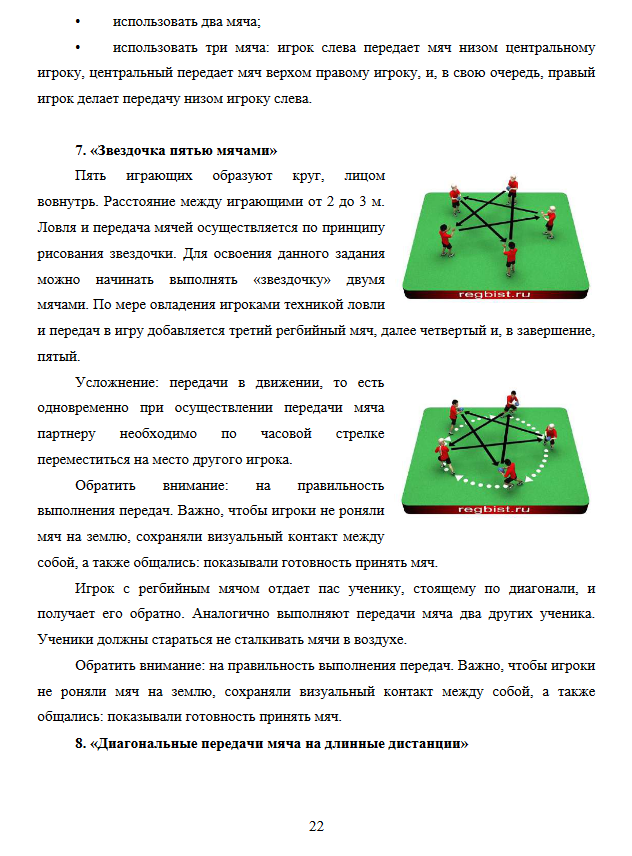 • использовать два мяча;
• использовать три мяча: игрок слева передает мяч низом центральному
игроку, центральный передает мяч верхом правому игроку, и, в свою очередь, правый
игрок делает передачу низом игроку слева.
7. «Звездочка пятью мячами»
Пять играющих образуют круг, лицом
вовнутрь. Расстояние между играющими от 2 до 3 м.
Ловля и передача мячей осуществляется по принципу
рисования звездочки. Для освоения данного задания
можно начинать выполнять «звездочку» двумя
мячами. По мере овладения игроками техникой ловли
и передач в игру добавляется третий регбийный мяч, далее четвертый и, в завершение,
пятый.
regbist.ru
Усложнение: передачи в движении, то есть
одновременно при осуществлении передачи мяча
партнеру необходимо по часовой стрелке
переместиться на место другого игрока.
Обратить внимание: на правильность
выполнения передач. Важно, чтобы игроки не роняли
мяч на землю, сохраняли визуальный контакт между
собой, а также общались: показывали готовность принять мяч.
regbist.ru
Игрок с регбийным мячом отдает пас ученику, стоящему по диагонали, и
получает его обратно. Аналогично выполняют передачи мяча два других ученика.
Ученики должны стараться не сталкивать мячи в воздухе.
Обратить внимание: на правильность выполнения передач. Важно, чтобы игроки
не роняли мяч на землю, сохраняли визуальный контакт между собой, а также
общались: показывали готовность принять мяч.
8. «Диагональные передачи мяча на длинные дистанции»
22